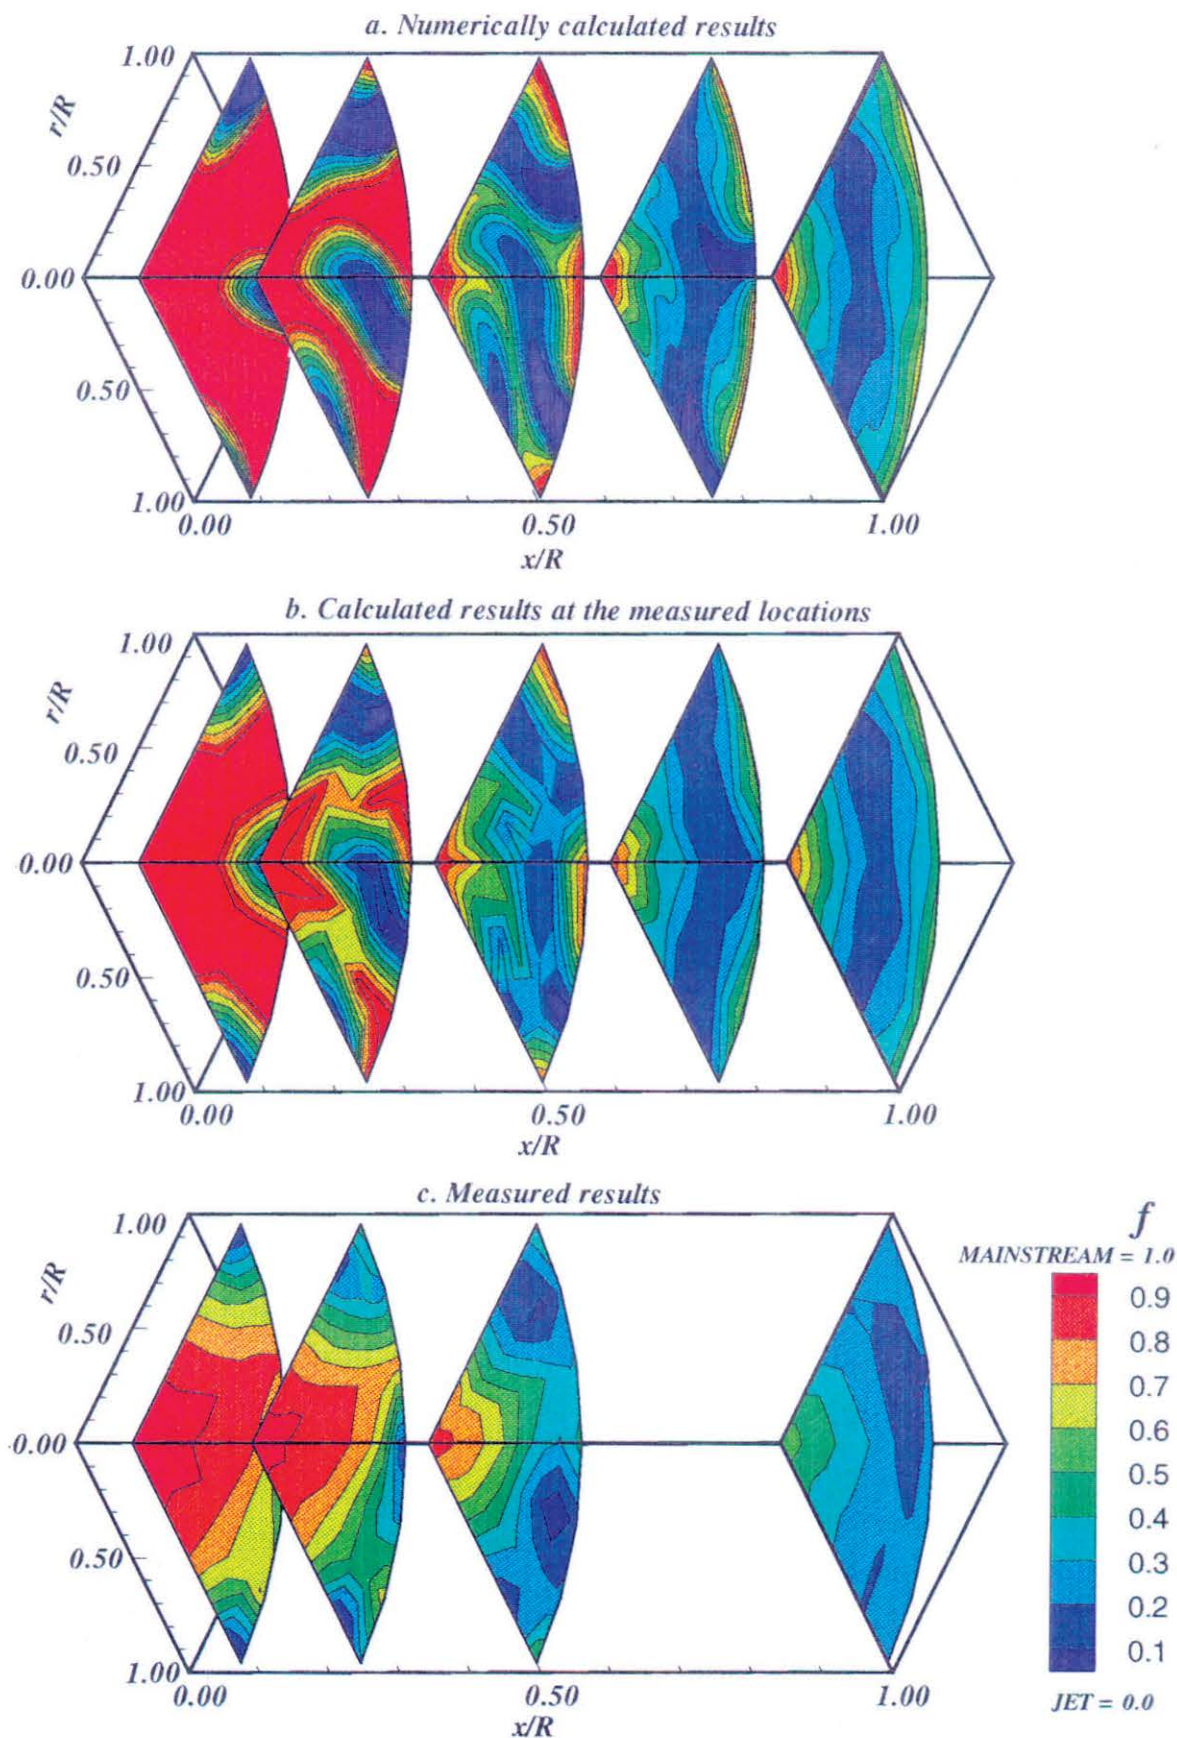 a. Numerically calculated results
1.00
r/R
0.50
0.00
0.50
1.00
0.00 0.50 1.00
x/R
b. Calculated results at the measured locations
1.00
r/R
0.50
0.00
0.50
1.00
0.00 0.50 1.00
x/R
c. Measured results
1.00
r/R
0.50
0.00
0.50
1.00
0.00 0.50 1.00
x/R
f
MAINSTREAM = 1.0
0.9
0.8
0.7
0.6
0.5
0.4
0.3
0.2
0.1
JET = 0.0